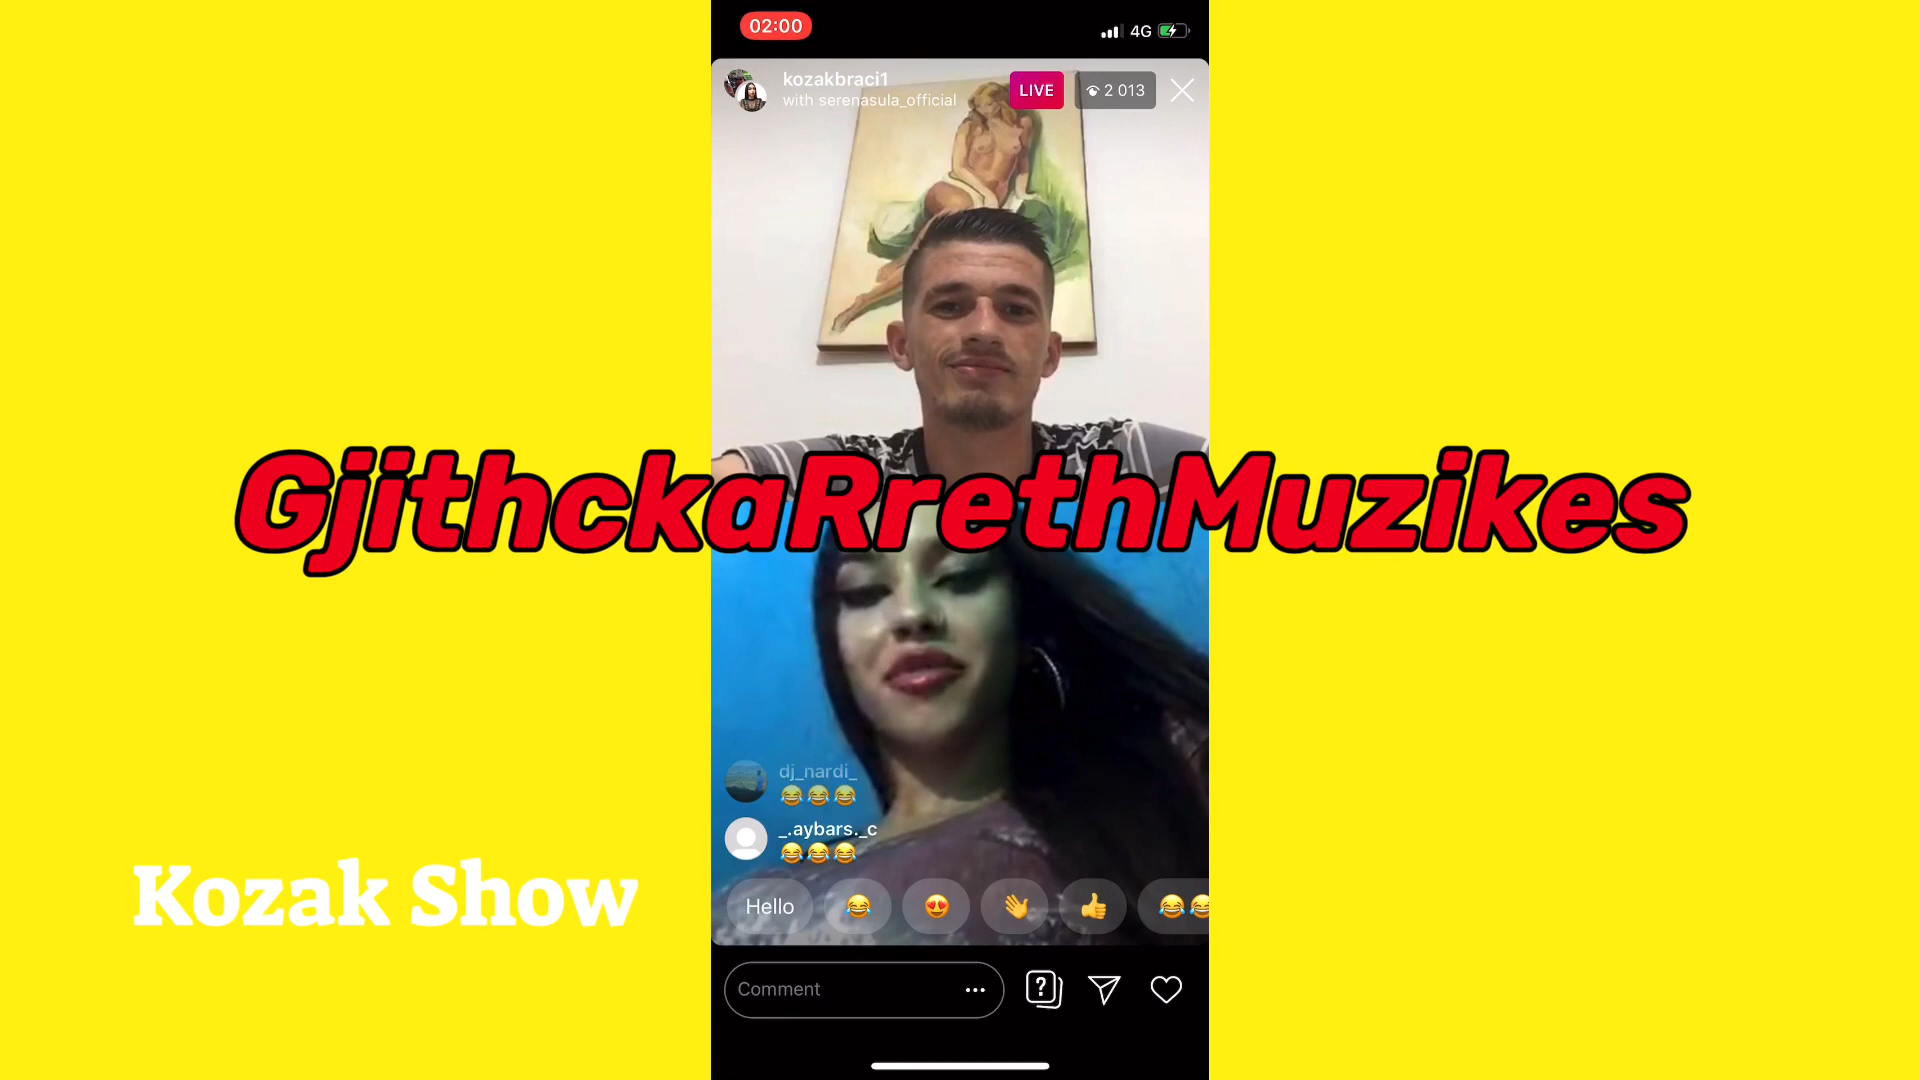 02:00
4G
kozakbraci1
with serenasula_official
LIVE
2 013
GjithckaRrethMuzikes
dj_nardi_
😂😂😂
_.aybars._c
😂😂😂
Kozak Show
Hello 😂 😍 👋 👍 😂😂
Comment